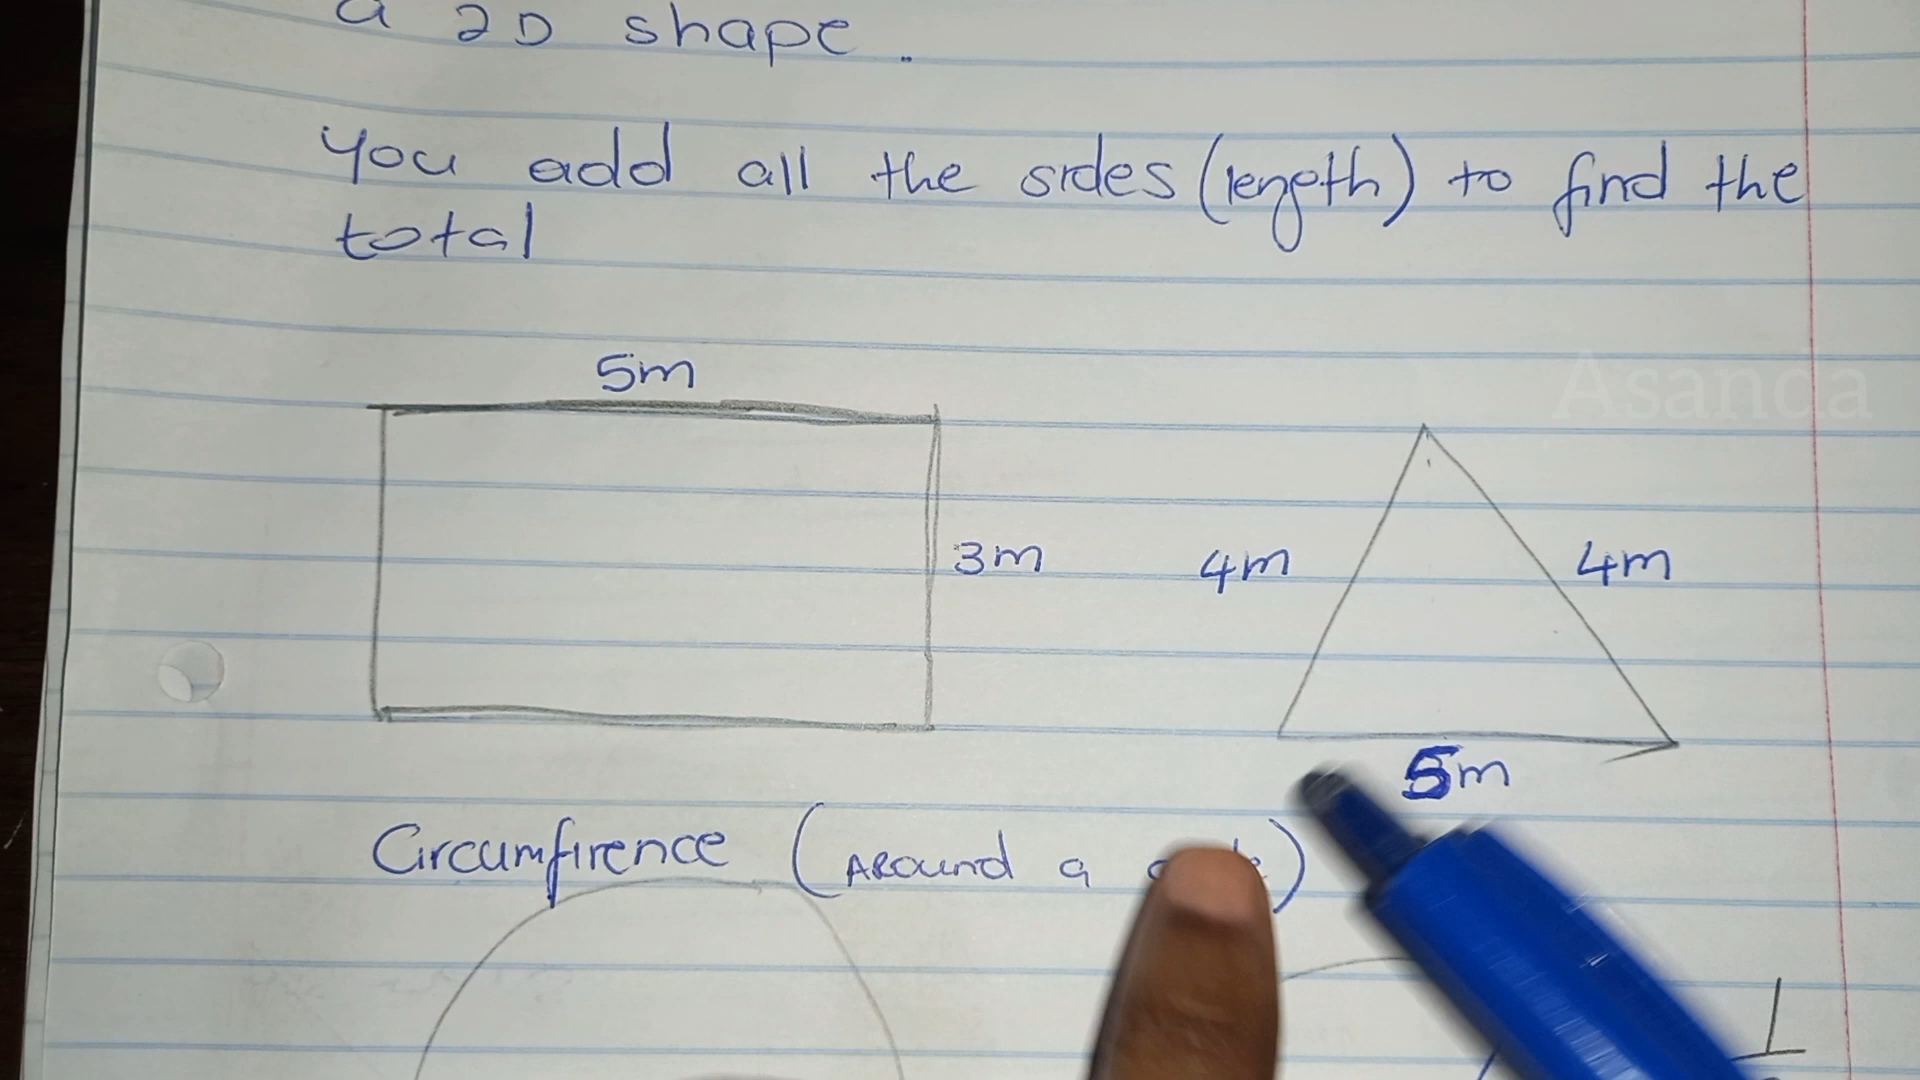 a 2D shape.
You add all the sides (length) to find the
total
5m
3m
4m
4m
5m
Circumfirence (Around a
Asanda